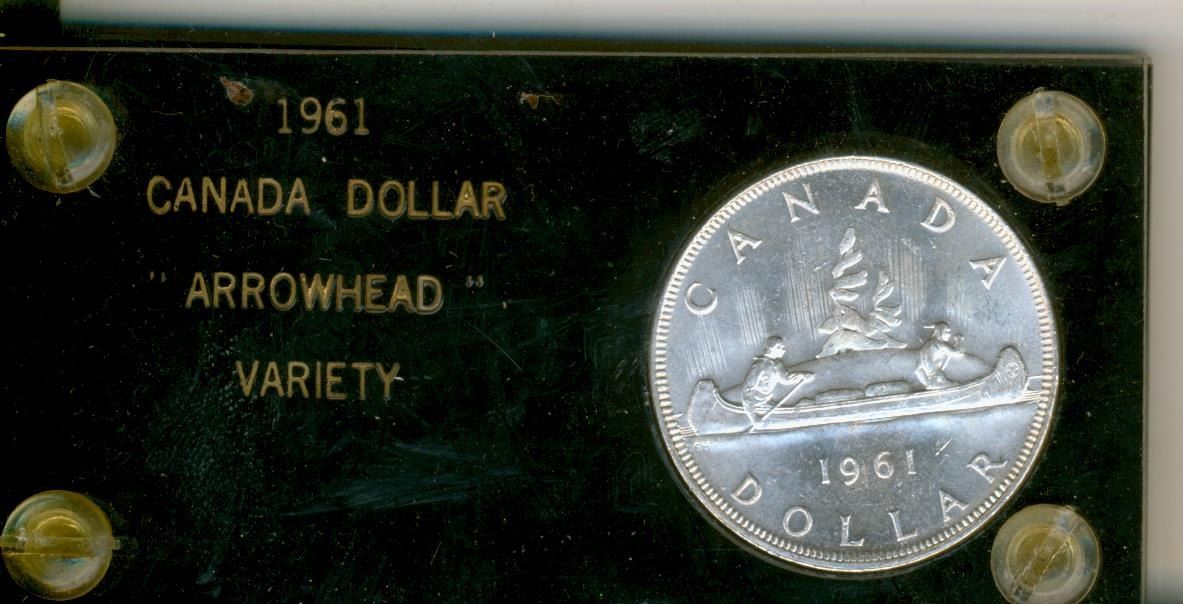 1961
CANADA DOLLAR
"ARROWHEAD"
VARIETY
CANADA
1961
DOLLAR